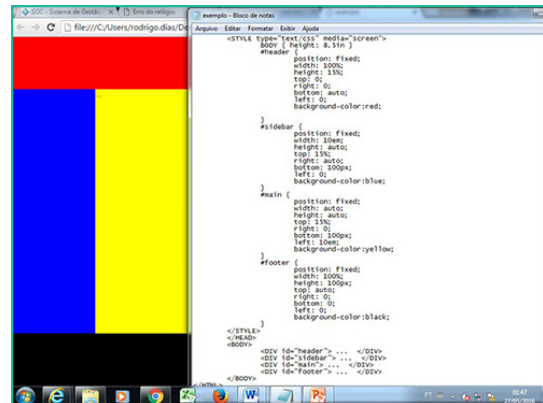 SOC - Sistema de Gestão
Erro do relógio
file:///C:/Users/rodrigo.dias/De
exemplo - Bloco de notas
Arquivo Editar Formatar Exibir Ajuda
<STYLE type="text/css" media="screen">
BODY { height: 8.5in }
#header {
position: fixed;
width: 100%;
height: 15%;
top: 0;
right: 0;
bottom: auto;
left: 0;
background-color:red;
}
#sidebar {
position: fixed;
width: 10em;
height: auto;
top: 15%;
right: auto;
bottom: 100px;
left: 0;
background-color:blue;
}
#main {
position: fixed;
width: auto;
height: auto;
top: 15%;
right: 0;
bottom: 100px;
left: 10em;
background-color:yellow;
}
#footer {
position: fixed;
width: 100%;
height: 100px;
top: auto;
right: 0;
bottom: 0;
left: 0;
background-color:black;
}
</STYLE>
</HEAD>
<BODY>
<DIV id="header"> ... </DIV>
<DIV id="sidebar"> ... </DIV>
<DIV id="main"> ... </DIV>
<DIV id="footer"> ... </DIV>
</BODY>
</HTML>
PT
01:47
27/05/2016